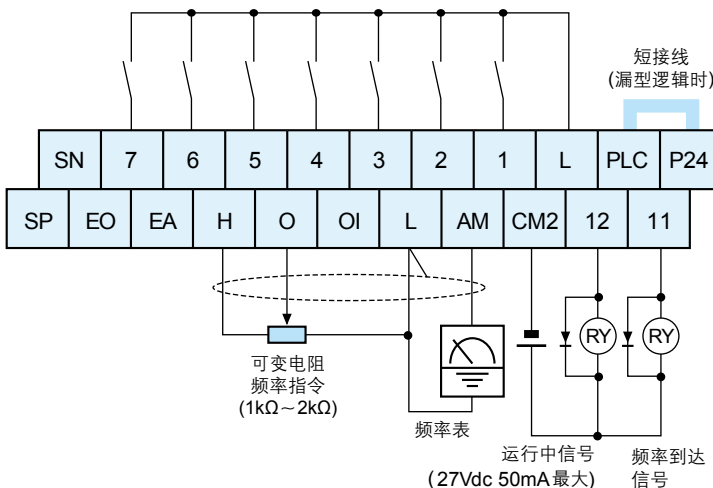 短接线
(漏型逻辑时)
SN 7 6 5 4 3 2 1 L PLC P24
SP EO EA H O OI L AM CM2 12 11
RY RY
可变电阻
频率指令
(1kΩ~2kΩ)
频率表
运行中信号
(27Vdc 50mA最大)
频率到达
信号